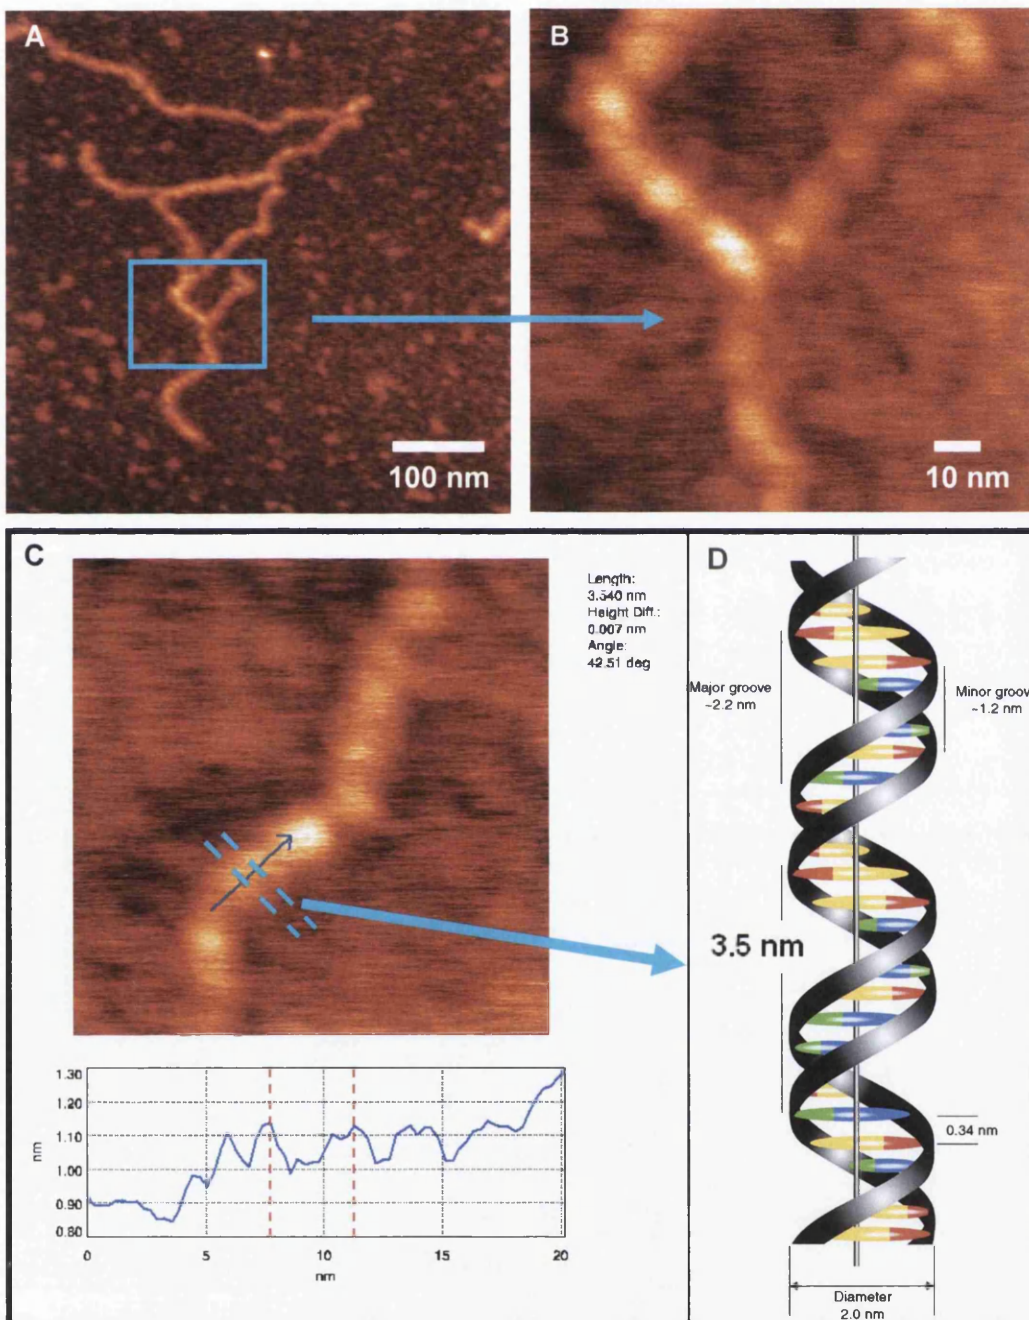 A
100 nm
B
10 nm
C
Length:
3.540 nm
Height Diff.:
0.007 nm
Angle:
42.51 deg
1.30
1.20
1.10
1.00
0.90
0.80
nm
0
5
10
15
20
nm
D
Major groove
~2.2 nm
Minor groov
~1.2 nm
3.5 nm
0.34 nm
Diameter
2.0 nm